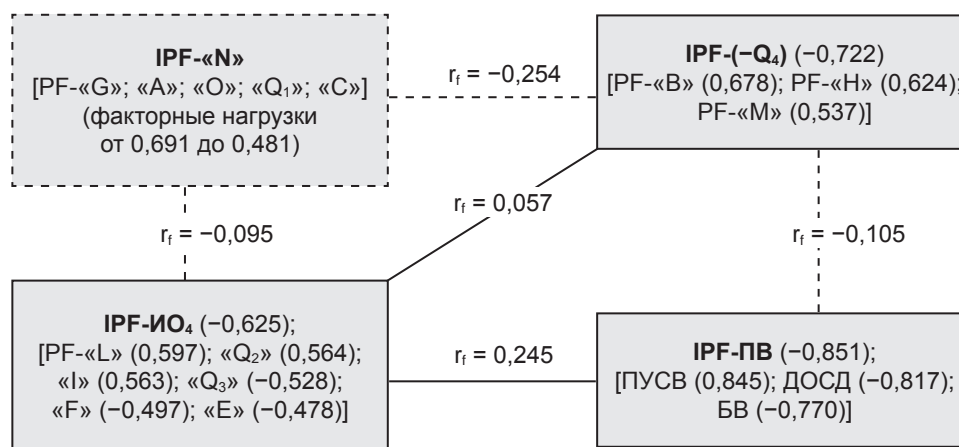 IPF-«N»
[PF-«G»; «A»; «O»; «Q₁»; «C»]
(факторные нагрузки
от 0,691 до 0,481)
r_f = −0,254
IPF-(−Q₄) (−0,722)
[PF-«B» (0,678); PF-«H» (0,624);
PF-«M» (0,537)]
r_f = 0,057
r_f = −0,095
r_f = −0,105
IPF-ИО₄ (−0,625);
[PF-«L» (0,597); «Q₂» (0,564);
«I» (0,563); «Q₃» (−0,528);
«F» (−0,497); «E» (−0,478)]
r_f = 0,245
IPF-ПВ (−0,851);
[ПУСВ (0,845); ДОСД (−0,817);
БВ (−0,770)]